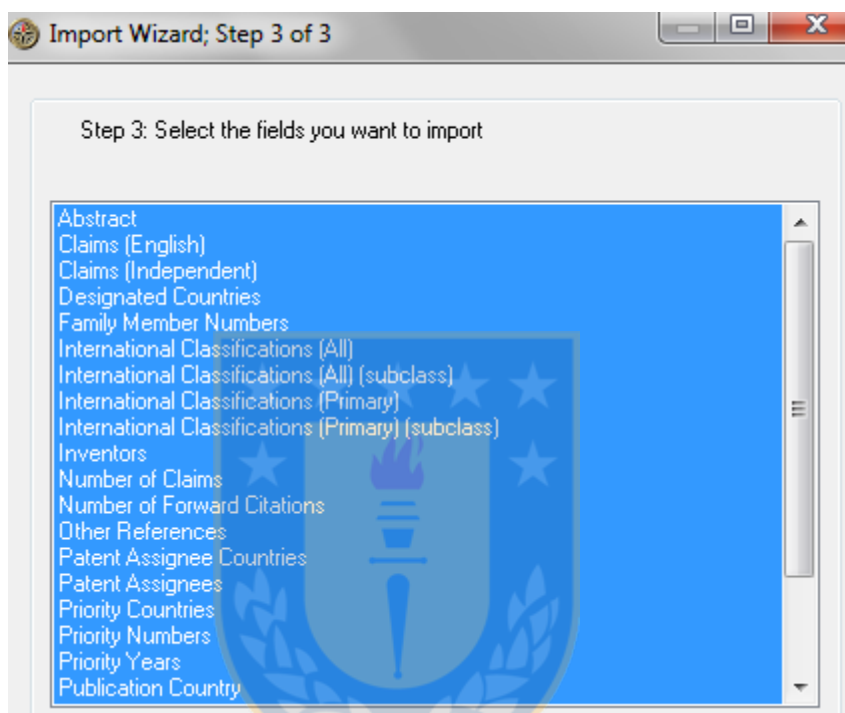 Import Wizard; Step 3 of 3
Step 3: Select the fields you want to import
Abstract
Claims (English)
Claims (Independent)
Designated Countries
Family Member Numbers
International Classifications (All)
International Classifications (All) (subclass)
International Classifications (Primary)
International Classifications (Primary) (subclass)
Inventors
Number of Claims
Number of Forward Citations
Other References
Patent Assignee Countries
Patent Assignees
Priority Countries
Priority Numbers
Priority Years
Publication Country